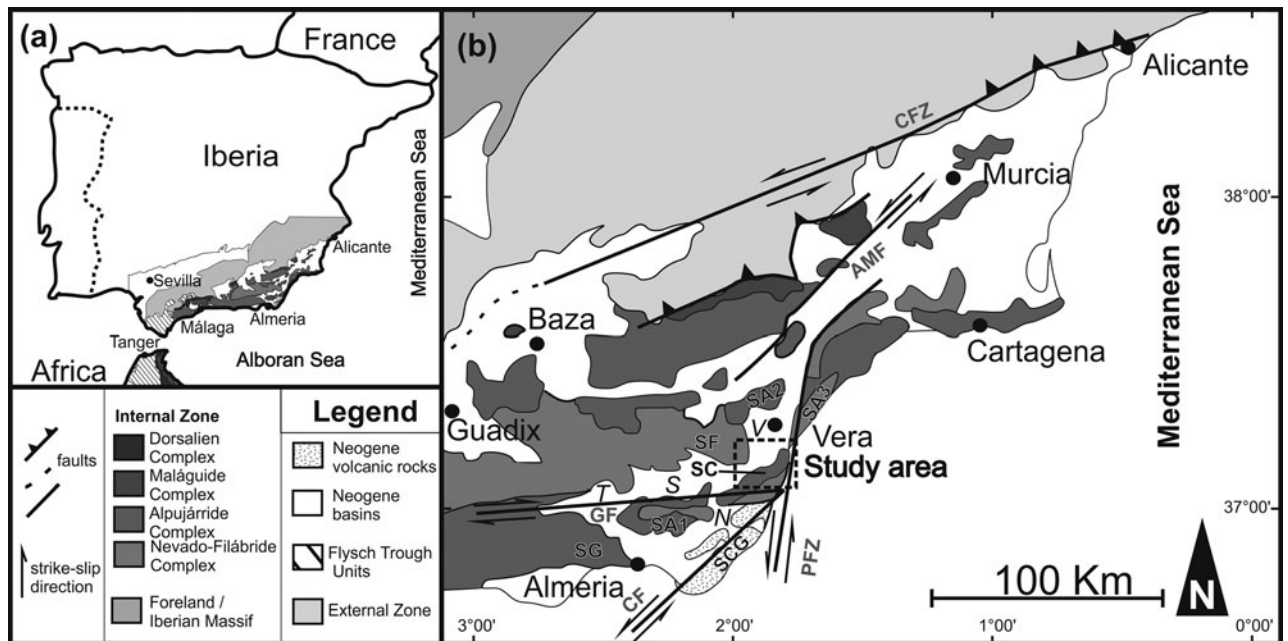 (a)
France
Iberia
Mediterranean Sea
Sevilla
Alicante
Málaga
Almeria
Tanger
Africa
Alboran Sea
faults
strike-slip
direction
Internal Zone
Dorsalien
Complex
Maláguide
Complex
Alpujárride
Complex
Nevado-Filábride
Complex
Foreland /
Iberian Massif
Legend
Neogene
volcanic rocks
Neogene
basins
Flysch Trough
Units
External Zone
(b)
Alicante
CFZ
Murcia
38°00'
AMF
Baza
Cartagena
Mediterranean Sea
SA2
SA3
Guadix
V
Vera
SF
Study area
SC
T
S
37°00'
GF
SA1
N
SG
SCG
PFZ
Almeria
CF
100 Km
N
3°00'
2°00'
1°00'
0°00'